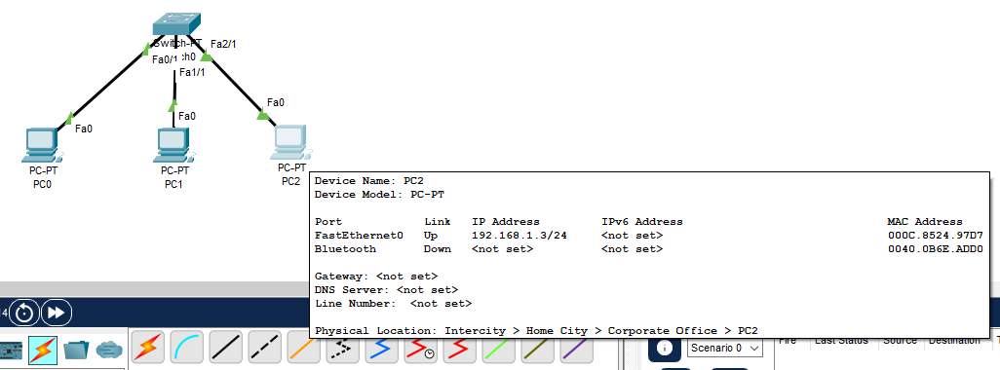 Switch-PT
Fa2/1
Fa0/1
Fa1/1
Fa0
Fa0
Fa0
PC-PT
PC0
PC-PT
PC1
PC-PT
PC2
Device Name: PC2
Device Model: PC-PT
Port Link IP Address IPv6 Address MAC Address
FastEthernet0 Up 192.168.1.3/24 <not set> 000C.8524.97D7
Bluetooth Down <not set> <not set> 0040.0B6E.ADD0
Gateway: <not set>
DNS Server: <not set>
Line Number: <not set>
Physical Location: Intercity > Home City > Corporate Office > PC2
Scenario 0
Fire Last Status Source Destination